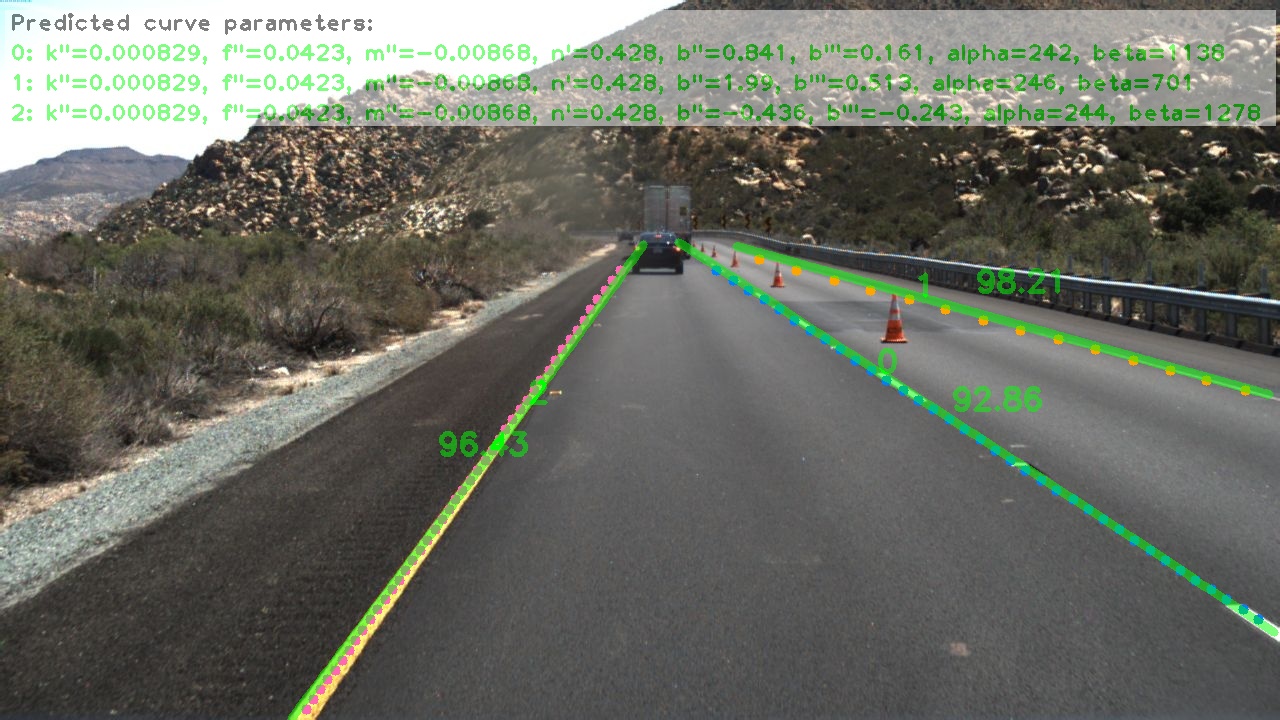 Predicted curve parameters:
0: k''=0.000829, f''=0.0423, m''=−0.00868, n'=0.428, b''=0.841, b'''=0.161, alpha=242, beta=1138
1: k''=0.000829, f''=0.0423, m''=−0.00868, n'=0.428, b''=1.99, b'''=0.513, alpha=246, beta=701
2: k''=0.000829, f''=0.0423, m''=−0.00868, n'=0.428, b''=−0.436, b'''=−0.243, alpha=244, beta=1278
1 98.21
0
92.86
2
96.43